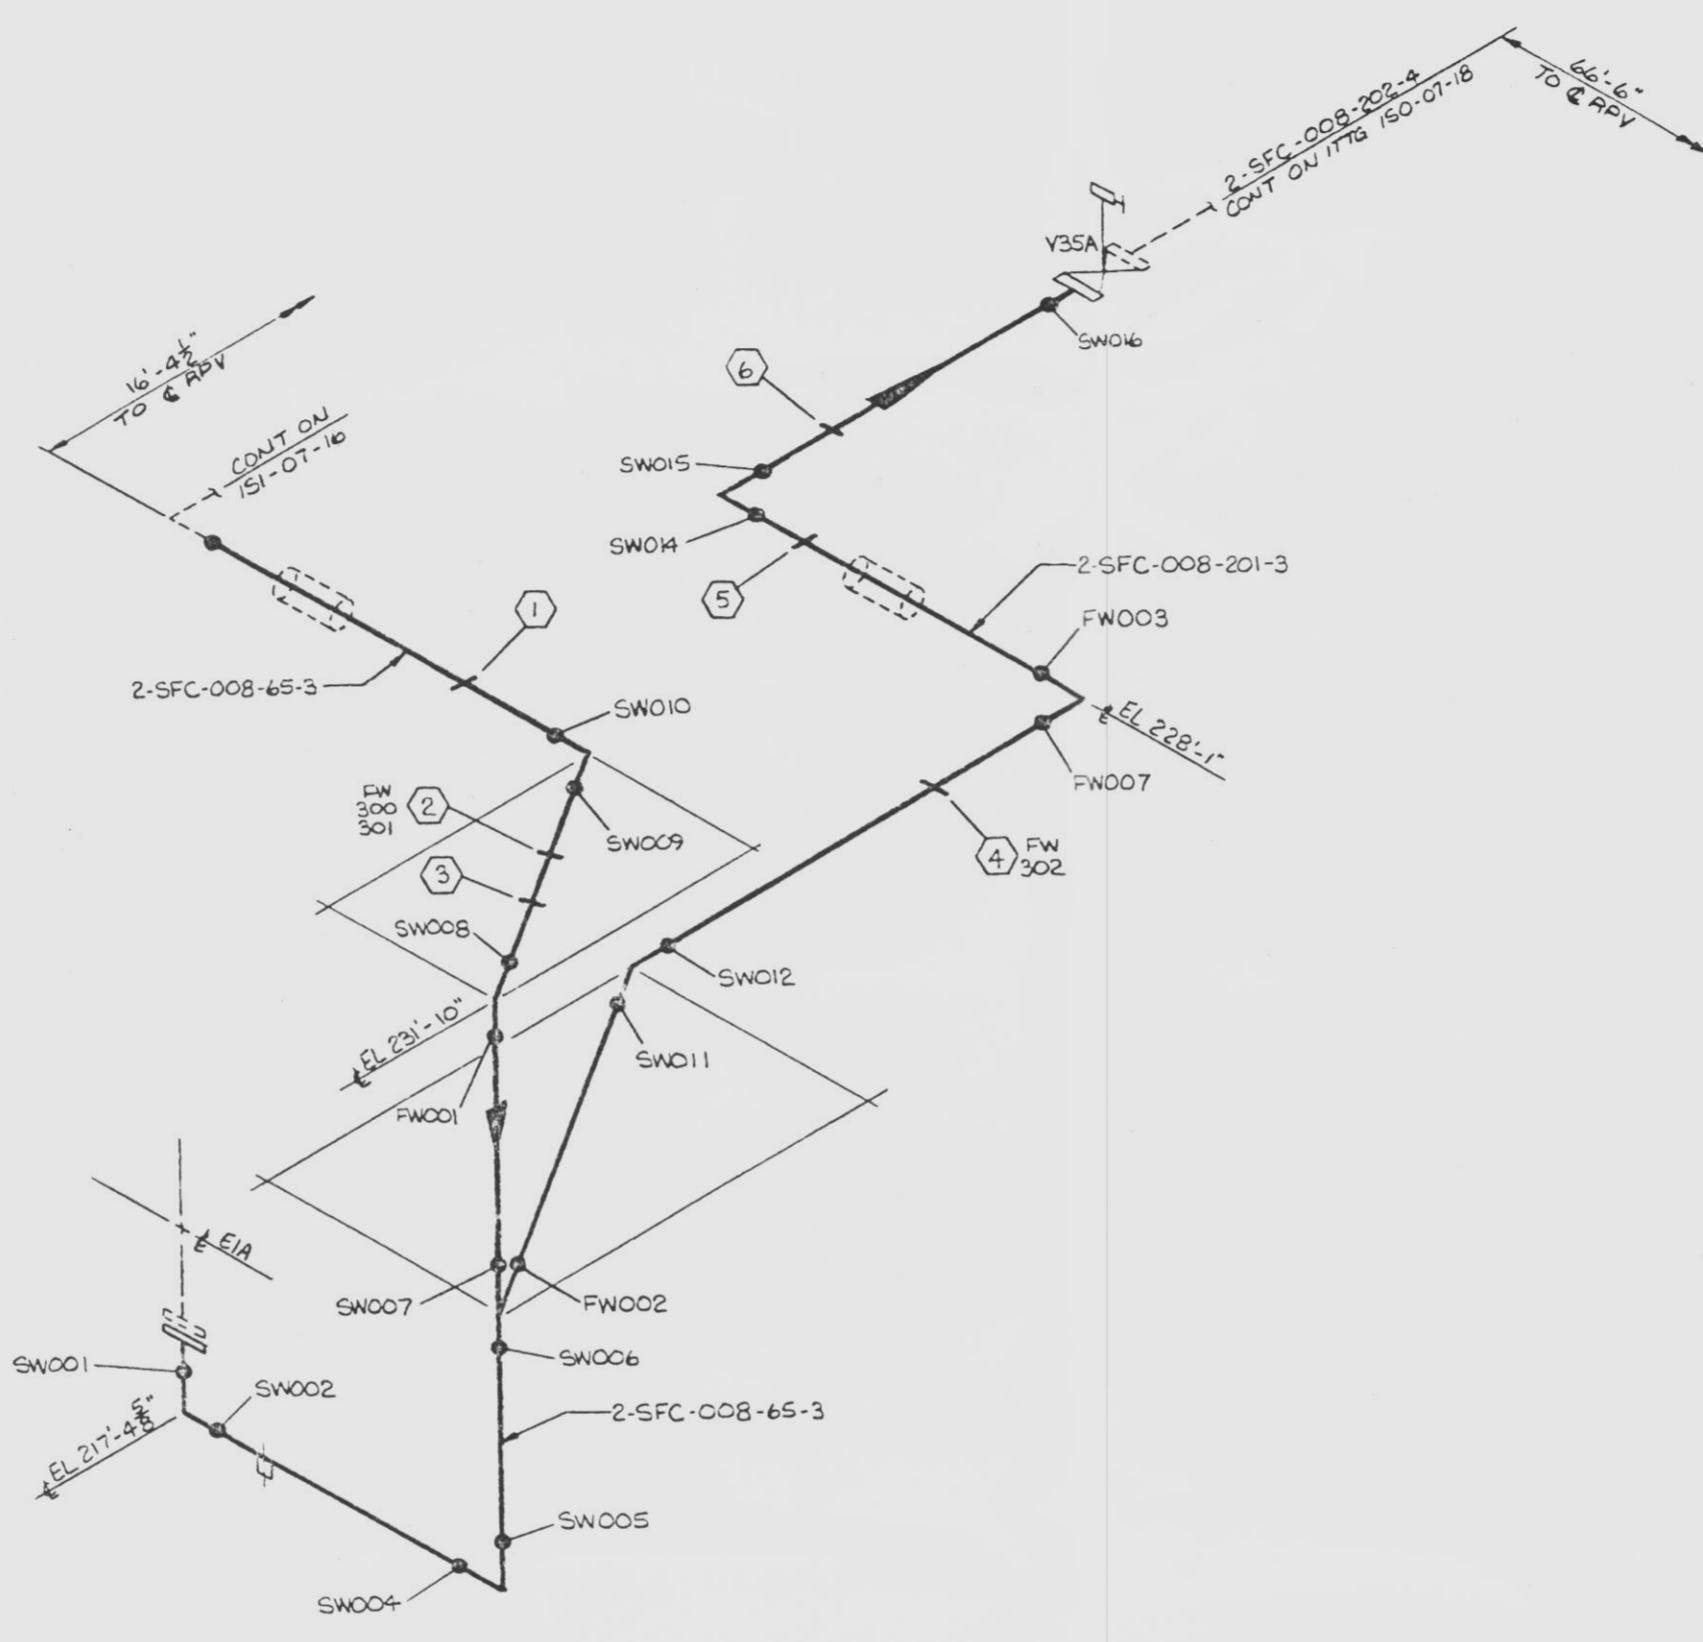 66'-6"
TO ℄ RPV
2-SFC-008-202-4
CONT ON ITTG ISO-07-18
V35A
SW016
16'-4½"
TO ℄ RPV
6
CONT ON
ISI-07-16
SW015
SW014
5
2-SFC-008-201-3
1
FW003
2-SFC-008-65-3
SW010
℄ EL 228'-1"
FW007
FW
300
301
2
SW009
4
FW
302
3
SW008
SW012
℄ EL 231'-10"
SW011
FW001
℄ E1A
SW007
FW002
SW001
SW006
SW002
2-SFC-008-65-3
℄ EL 217'-4⅝"
SW005
SW004